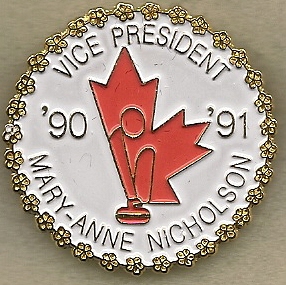 VICE PRESIDENT
'90 '91
MARY-ANNE NICHOLSON